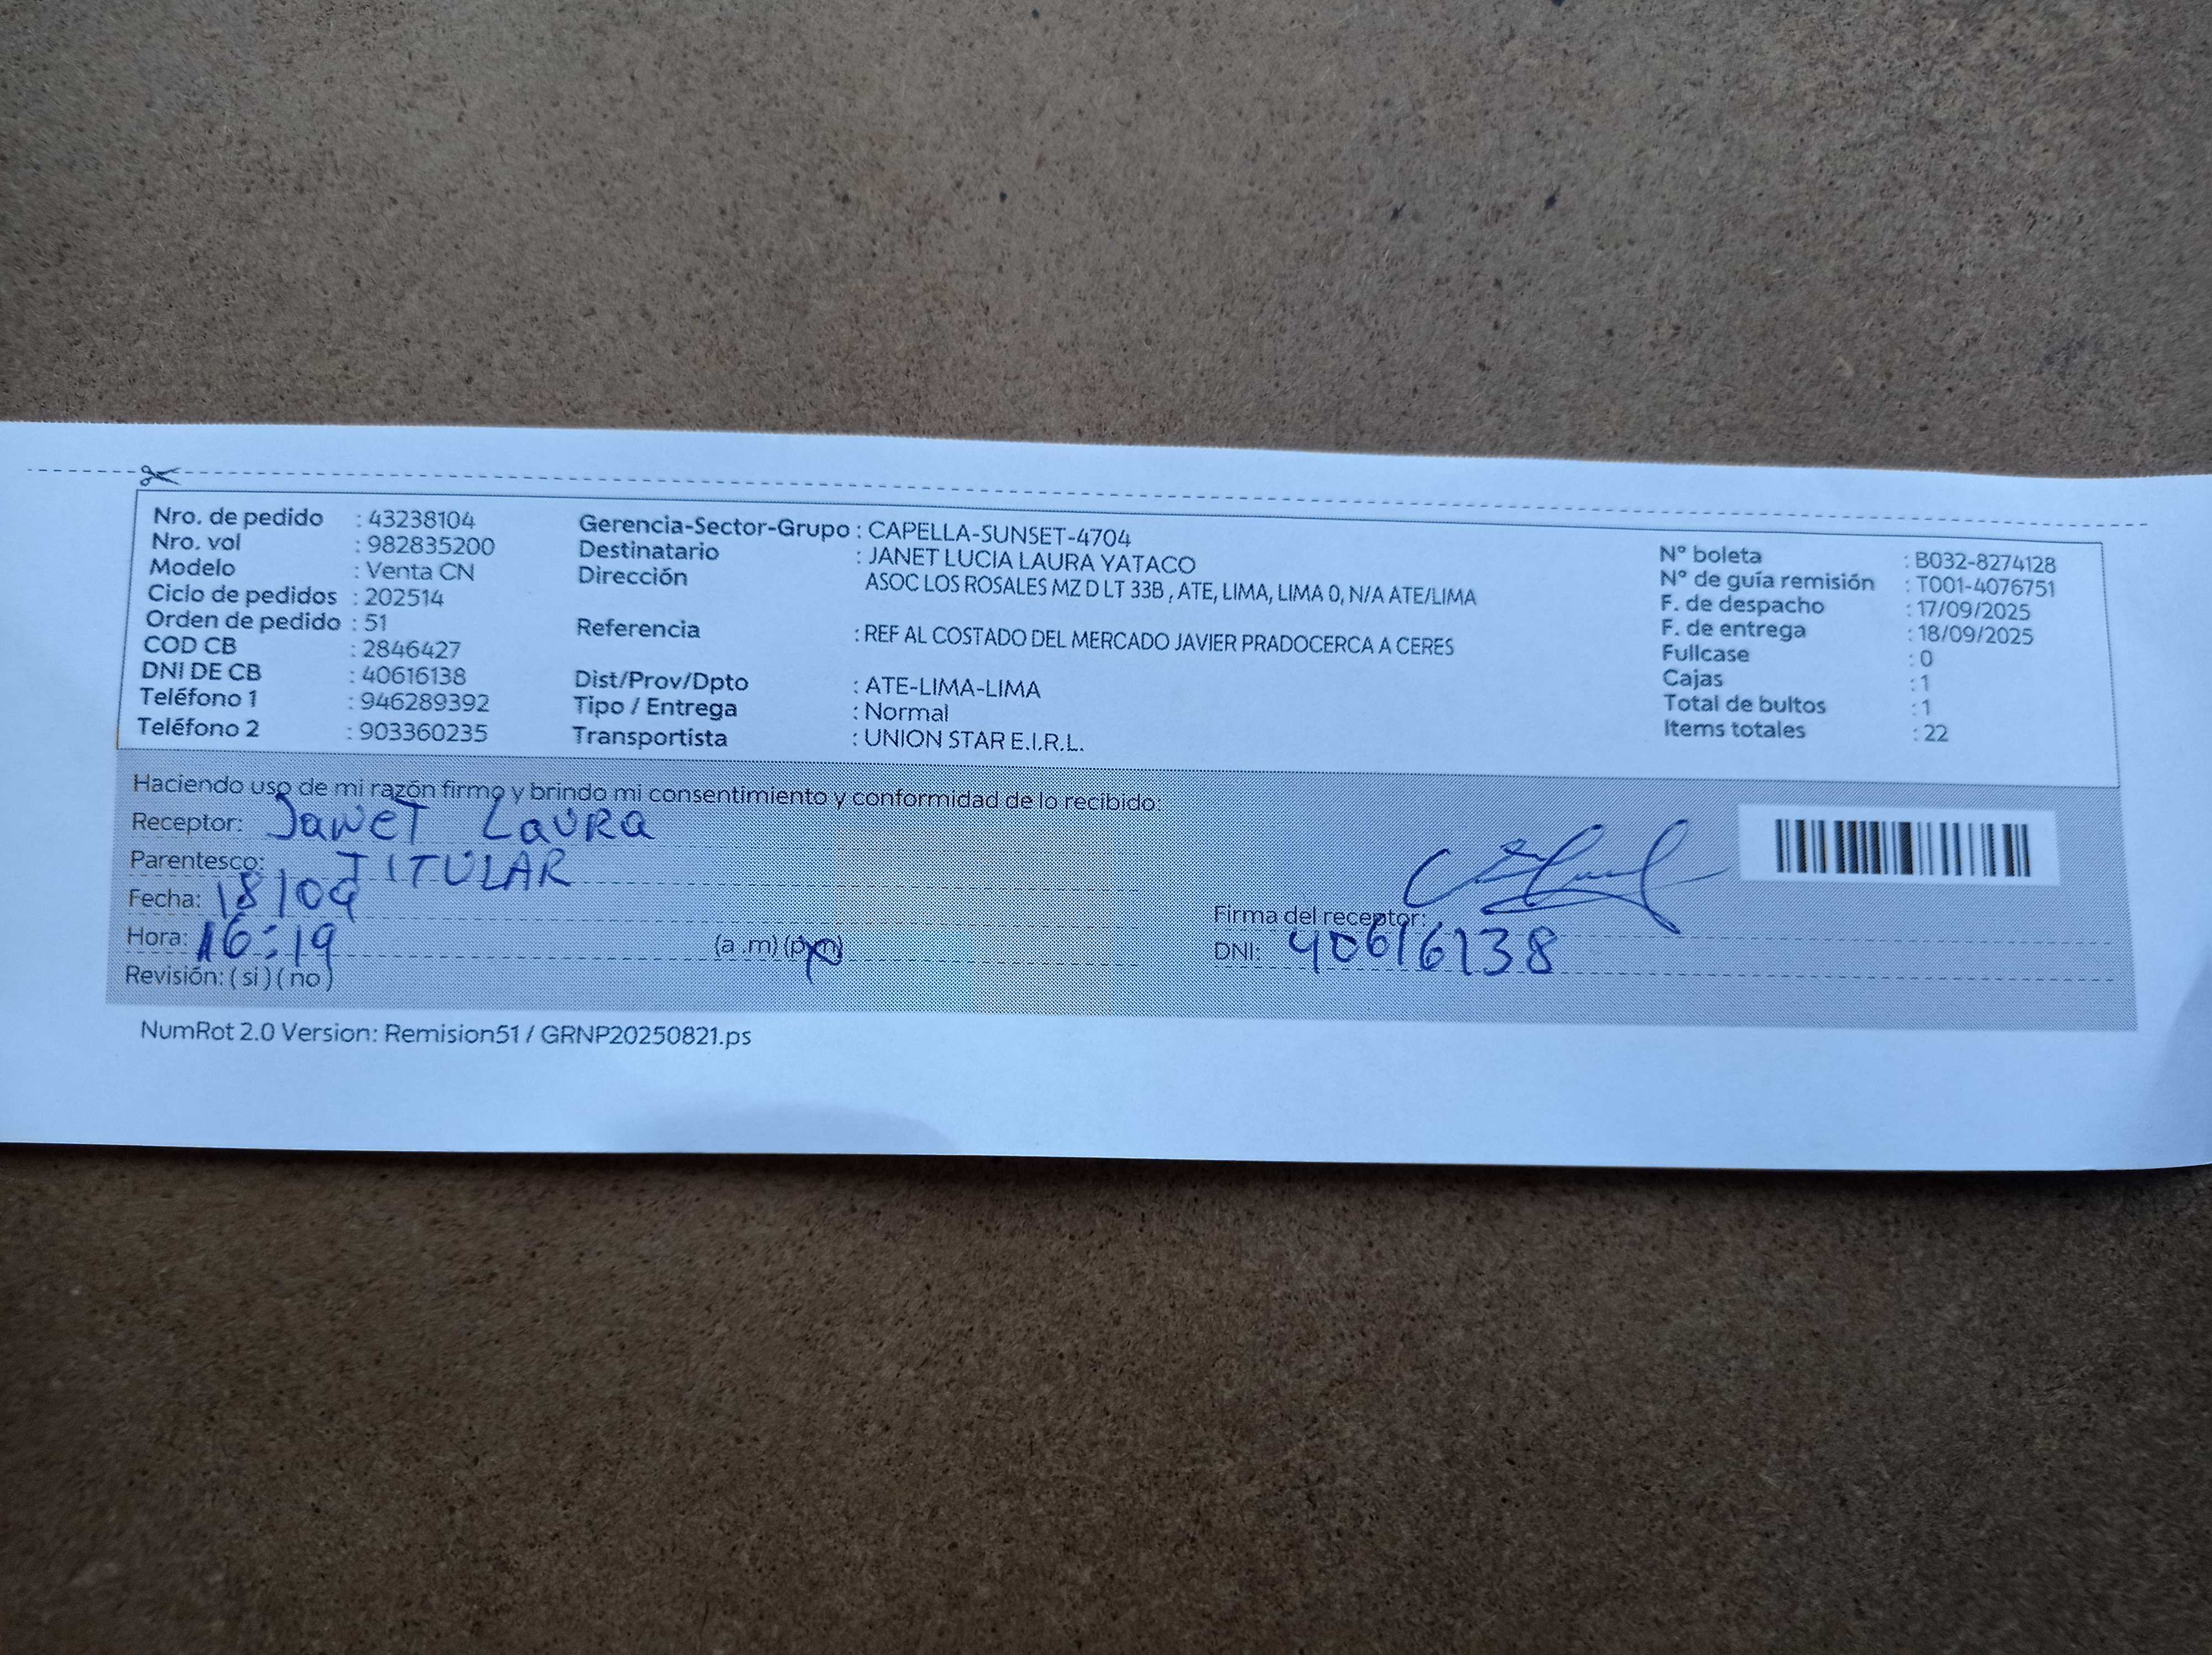 Nro. de pedido : 43238104
Nro. vol : 982835200
Modelo : Venta CN
Ciclo de pedidos : 202514
Orden de pedido : 51
COD CB : 2846427
DNI DE CB : 40616138
Teléfono 1 : 946289392
Teléfono 2 : 903360235
Gerencia-Sector-Grupo : CAPELLA-SUNSET-4704
Destinatario : JANET LUCIA LAURA YATACO
Dirección ASOC LOS ROSALES MZ D LT 33B , ATE, LIMA, LIMA 0, N/A ATE/LIMA
Referencia : REF AL COSTADO DEL MERCADO JAVIER PRADOCERCA A CERES
Dist/Prov/Dpto : ATE-LIMA-LIMA
Tipo / Entrega : Normal
Transportista : UNION STAR E.I.R.L.
N° boleta : B032-8274128
N° de guía remisión : T001-4076751
F. de despacho : 17/09/2025
F. de entrega : 18/09/2025
Fullcase : 0
Cajas : 1
Total de bultos : 1
Items totales : 22
Haciendo uso de mi razón firmo y brindo mi consentimiento y conformidad de lo recibido:
Receptor: Janet Laura
Parentesco: TITULAR
Fecha: 18/09
Hora: 16:19 (a .m) (p.m)
Revisión: ( si ) ( no )
Firma del receptor:
DNI: 40616138
NumRot 2.0 Version: Remision51 / GRNP20250821.ps